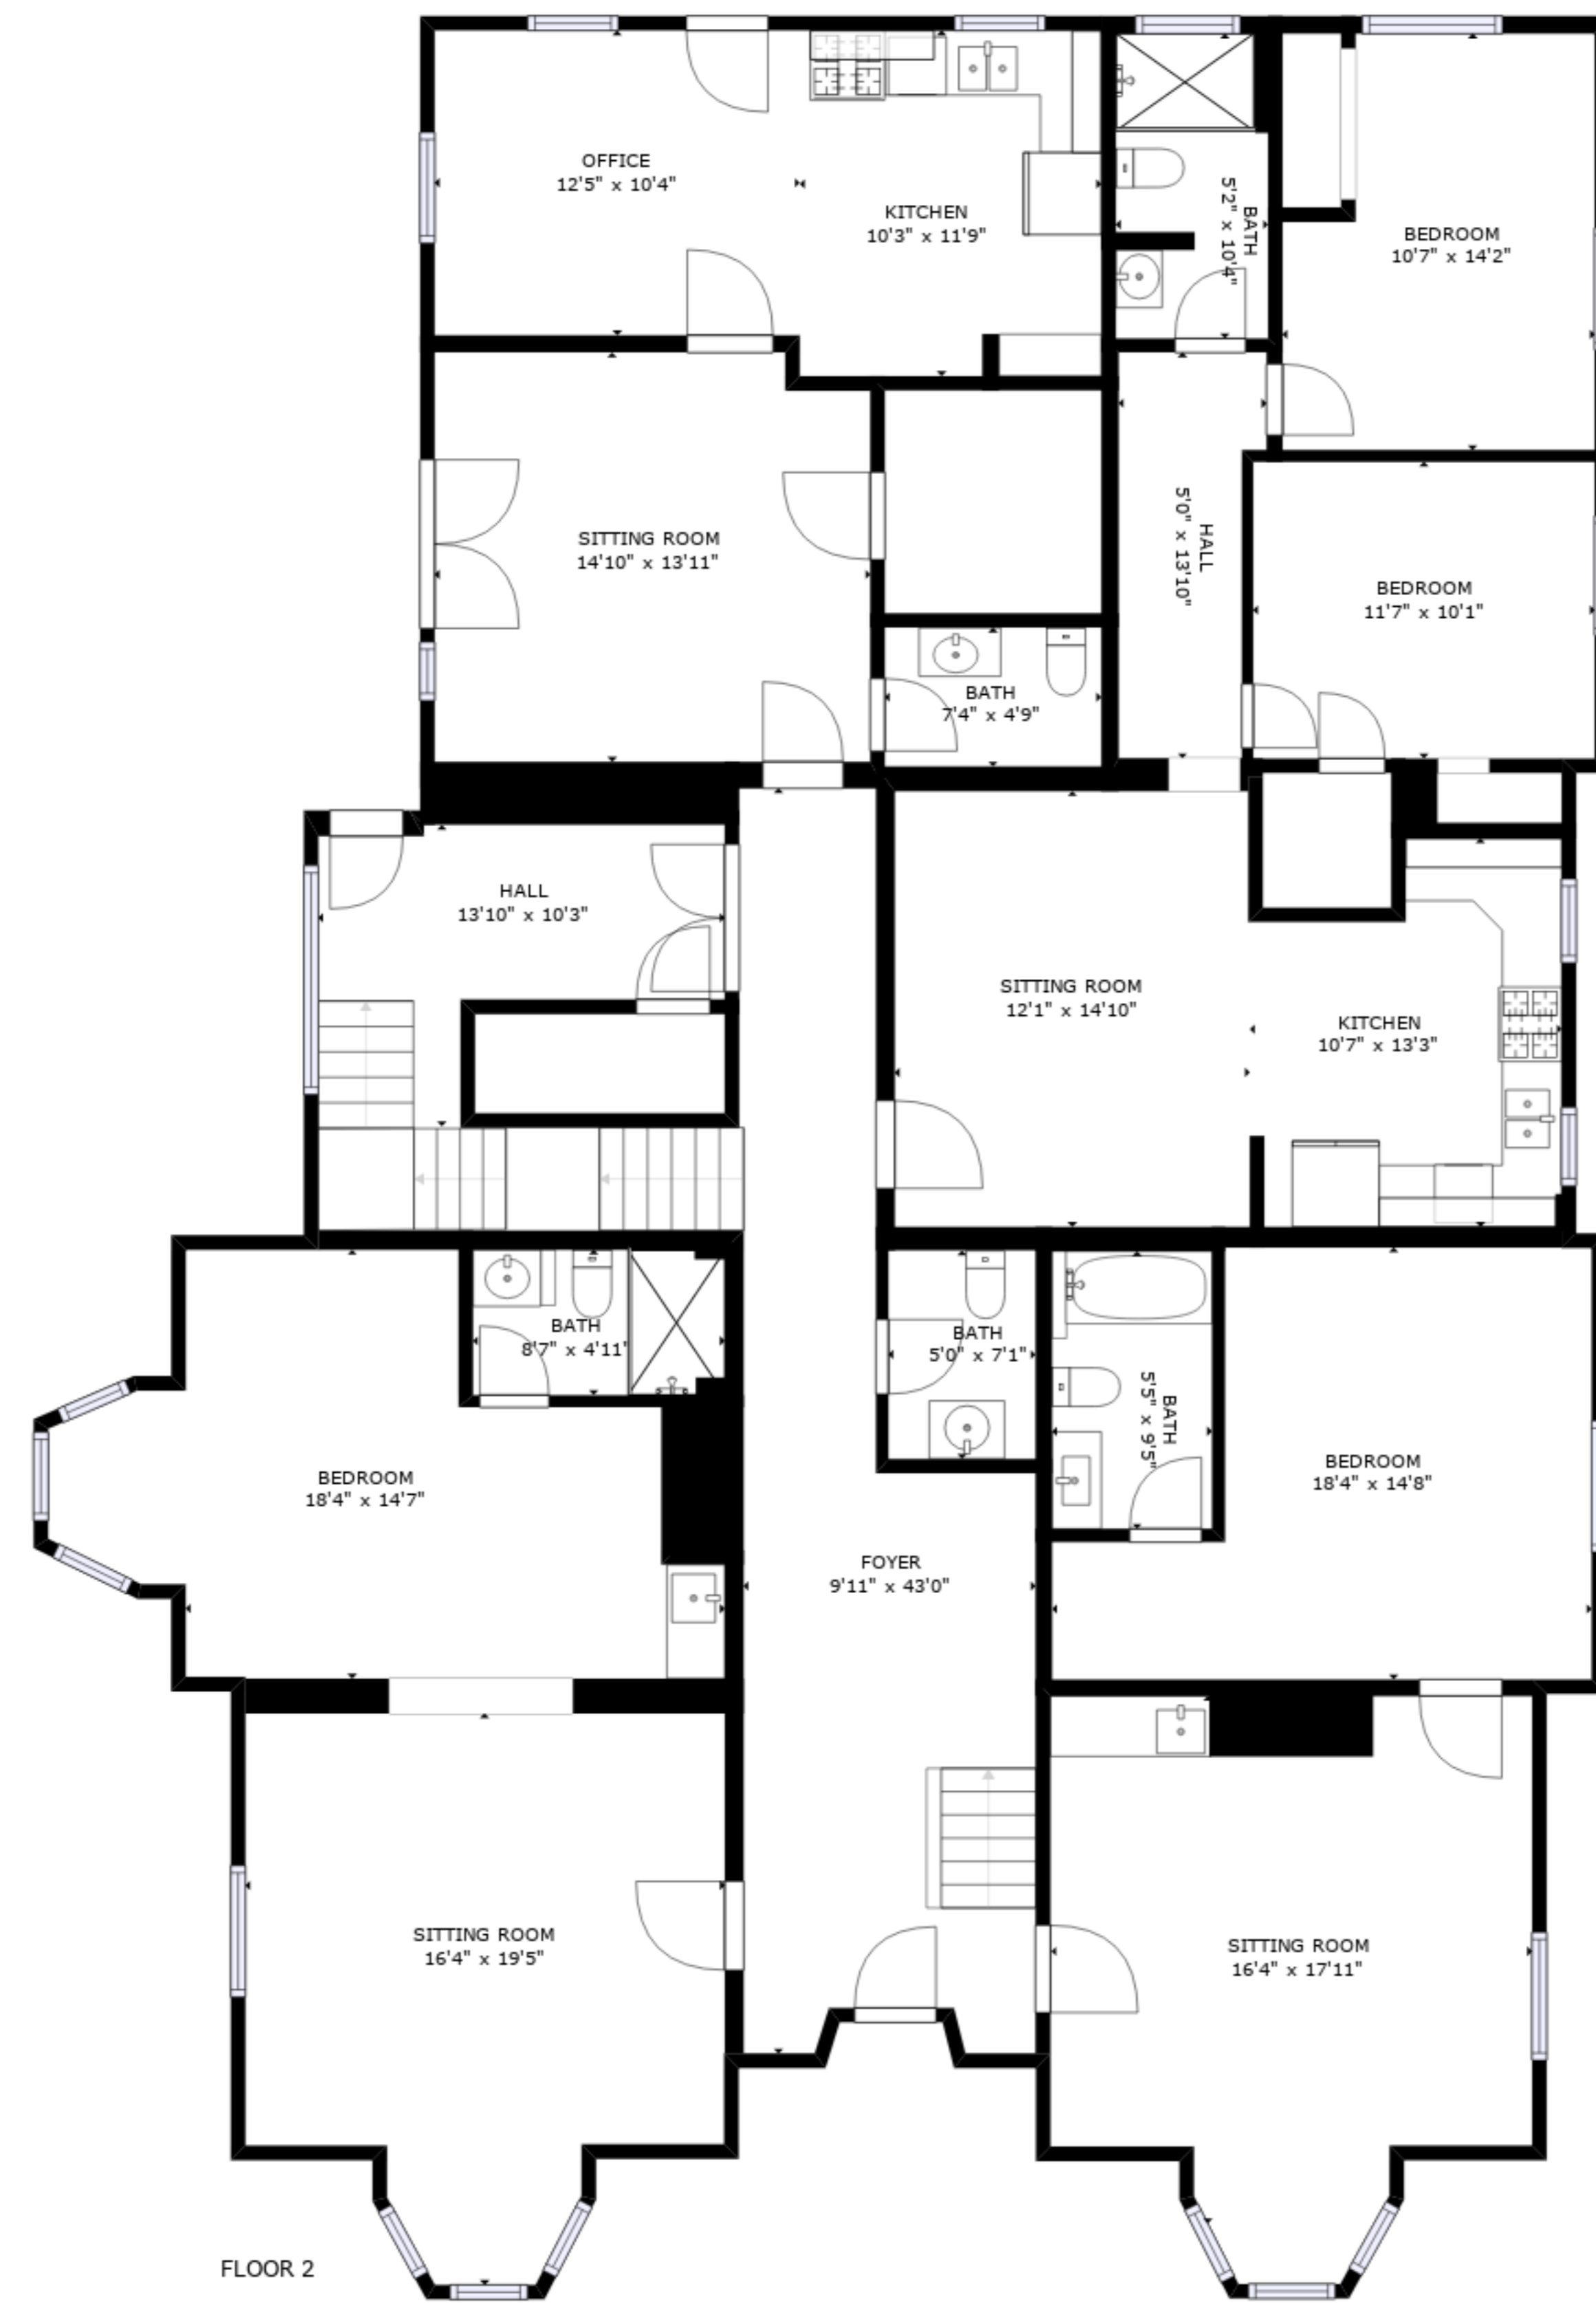 OFFICE
12'5" x 10'4"
KITCHEN
10'3" x 11'9"
BATH
5'2" x 10'4"
BEDROOM
10'7" x 14'2"
SITTING ROOM
14'10" x 13'11"
HALL
5'0" x 13'10"
BEDROOM
11'7" x 10'1"
BATH
7'4" x 4'9"
HALL
13'10" x 10'3"
SITTING ROOM
12'1" x 14'10"
KITCHEN
10'7" x 13'3"
BATH
8'7" x 4'11"
BATH
5'0" x 7'1"
BATH
5'5" x 9'5"
BEDROOM
18'4" x 14'7"
BEDROOM
18'4" x 14'8"
FOYER
9'11" x 43'0"
SITTING ROOM
16'4" x 19'5"
SITTING ROOM
16'4" x 17'11"
FLOOR 2